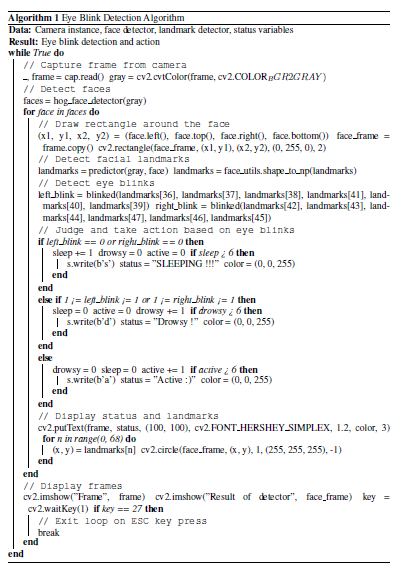 Algorithm 1 Eye Blink Detection Algorithm
Data: Camera instance, face detector, landmark detector, status variables
Result: Eye blink detection and action
while True do
// Capture frame from camera
_, frame = cap.read() gray = cv2.cvtColor(frame, cv2.COLORBGR2GRAY)
// Detect faces
faces = hog_face_detector(gray)
for face in faces do
// Draw rectangle around the face
(x1, y1, x2, y2) = (face.left(), face.top(), face.right(), face.bottom()) face_frame =
frame.copy() cv2.rectangle(face_frame, (x1, y1), (x2, y2), (0, 255, 0), 2)
// Detect facial landmarks
landmarks = predictor(gray, face) landmarks = face_utils.shape_to_np(landmarks)
// Detect eye blinks
left_blink = blinked(landmarks[36], landmarks[37], landmarks[38], landmarks[41], land-
marks[40], landmarks[39]) right_blink = blinked(landmarks[42], landmarks[43], land-
marks[44], landmarks[47], landmarks[46], landmarks[45])
// Judge and take action based on eye blinks
if left_blink == 0 or right_blink == 0 then
sleep += 1 drowsy = 0 active = 0 if sleep ¿ 6 then
s.write(b's') status = "SLEEPING !!!" color = (0, 0, 255)
end
end
else if 1 ¡= left_blink ¡= 1 or 1 ¡= right_blink ¡= 1 then
sleep = 0 active = 0 drowsy += 1 if drowsy ¿ 6 then
s.write(b'd') status = "Drowsy !" color = (0, 0, 255)
end
end
else
drowsy = 0 sleep = 0 active += 1 if active ¿ 6 then
s.write(b'a') status = "Active :)" color = (0, 0, 255)
end
end
// Display status and landmarks
cv2.putText(frame, status, (100, 100), cv2.FONT_HERSHEY_SIMPLEX, 1.2, color, 3)
for n in range(0, 68) do
(x, y) = landmarks[n] cv2.circle(face_frame, (x, y), 1, (255, 255, 255), -1)
end
end
// Display frames
cv2.imshow("Frame", frame) cv2.imshow("Result of detector", face_frame) key =
cv2.waitKey(1) if key == 27 then
// Exit loop on ESC key press
break
end
end